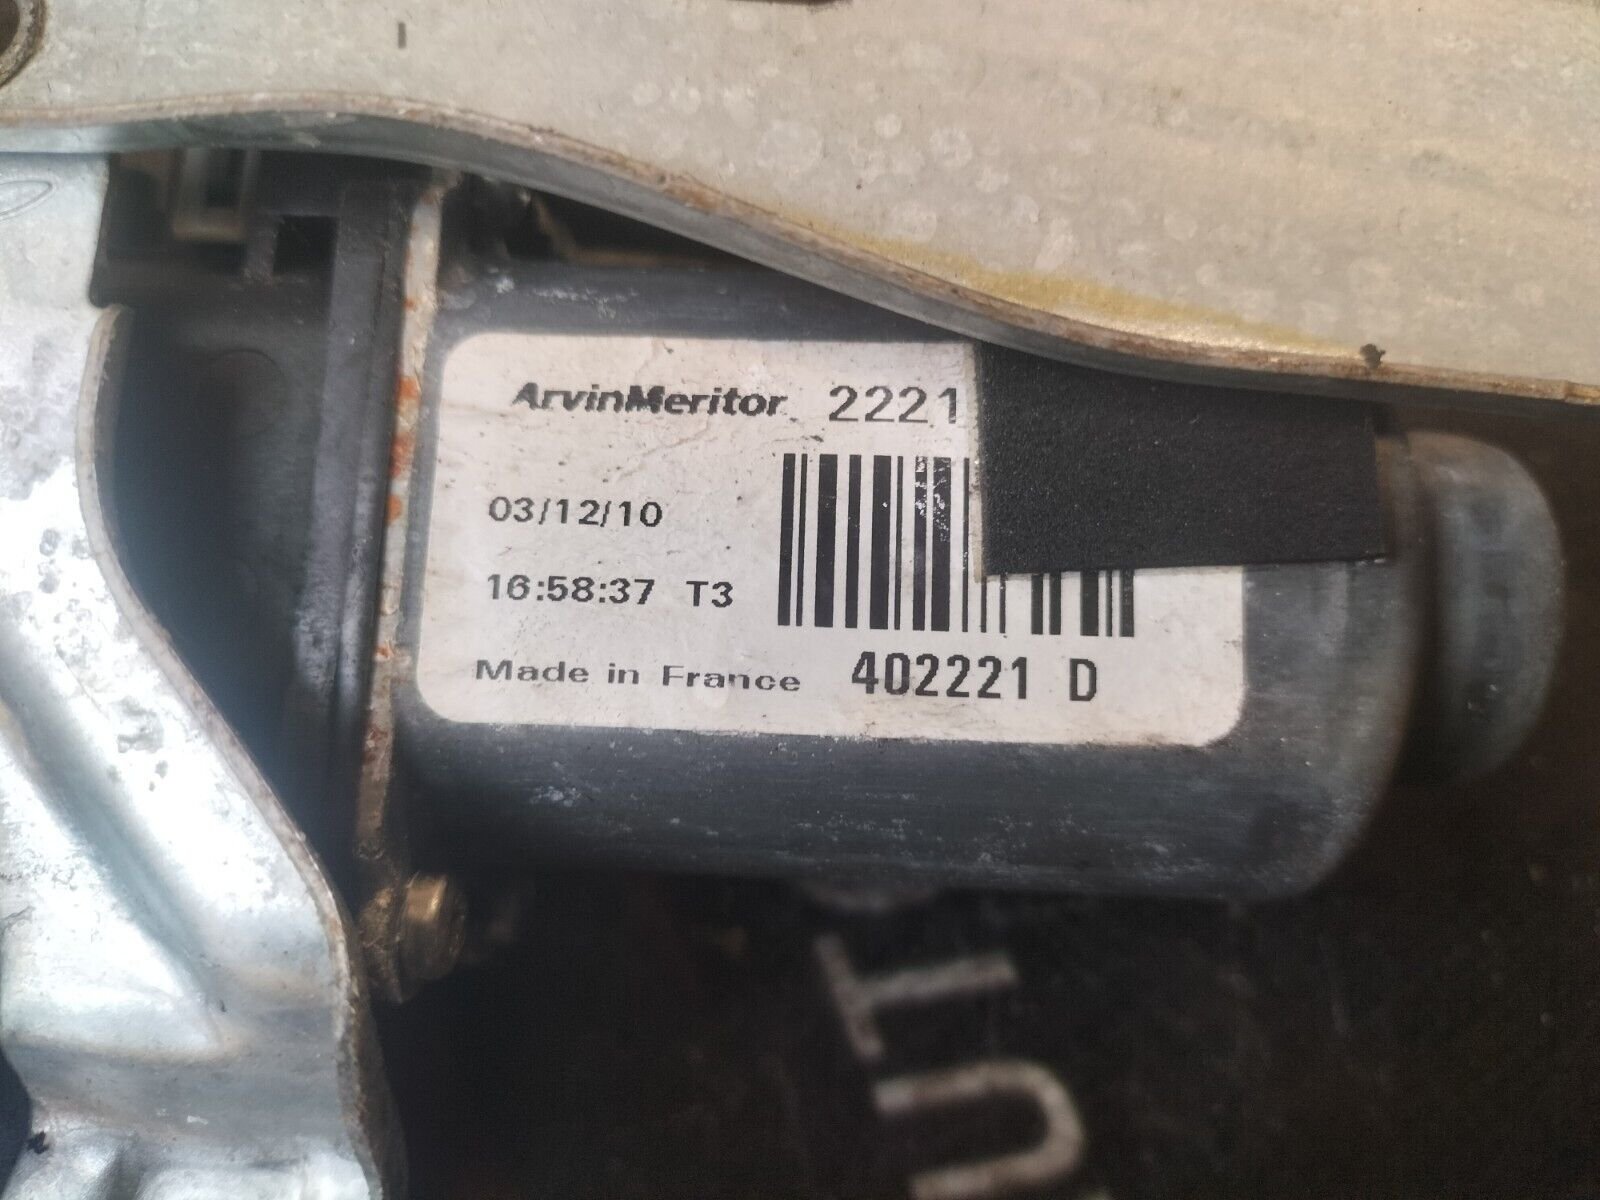 ArvinMeritor 2221
03/12/10
16:58:37 T3
Made in France 402221 D